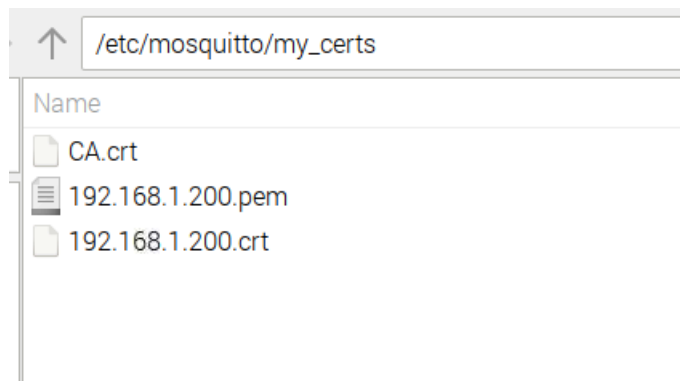 /etc/mosquitto/my_certs
Name
CA.crt
192.168.1.200.pem
192.168.1.200.crt